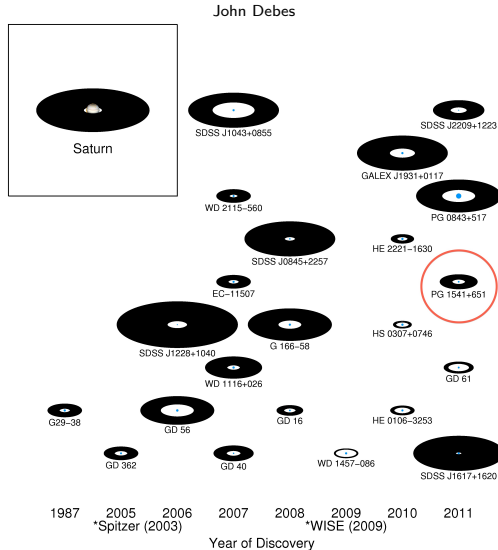 John Debes
Saturn
SDSS J1043+0855
SDSS J2209+1223
GALEX J1931+0117
WD 2115−560
PG 0843+517
HE 2221−1630
SDSS J0845+2257
EC−11507
PG 1541+651
HS 0307+0746
G 166−58
SDSS J1228+1040
GD 61
WD 1116+026
G29−38
GD 56
GD 16
HE 0106−3253
GD 362
GD 40
WD 1457−086
SDSS J1617+1620
1987 2005 2006 2007 2008 2009 2010 2011
*Spitzer (2003) *WISE (2009)
Year of Discovery